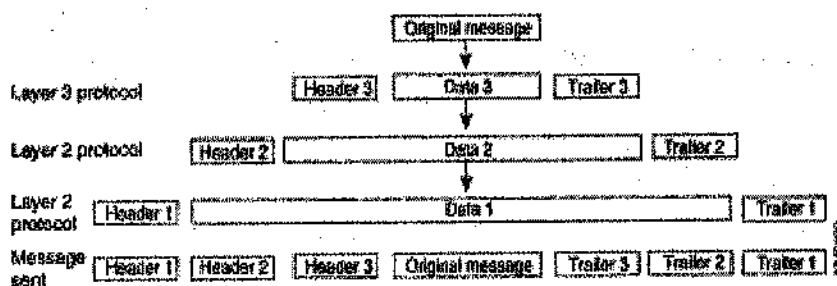 Original message
Layer 3 protocol
Header 3
Data 3
Trailer 3
Layer 2 protocol
Header 2
Data 2
Trailer 2
Layer 2
protocol
Header 1
Data 1
Trailer 1
Message
sent
Header 1
Header 2
Header 3
Original message
Trailer 3
Trailer 2
Trailer 1